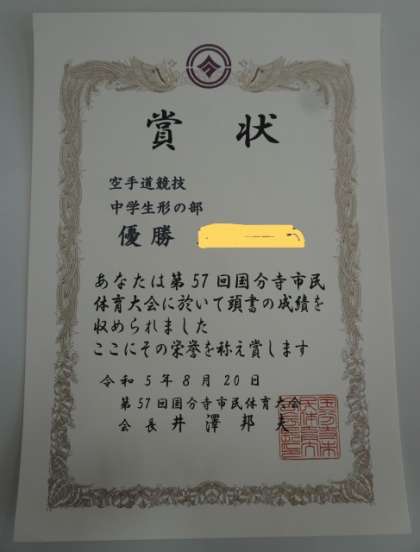 賞状
空手道競技
中学生形の部
優勝
あなたは第57回国分寺市民
体育大会に於いて頭書の成績を
収められました
ここにその栄誉を称え賞します
令和5年8月20日
第57回国分寺市民体育大会
会長 井澤邦夫